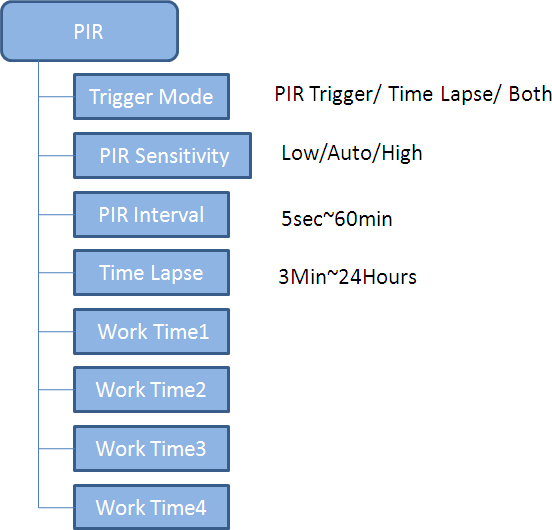 PIR
Trigger Mode PIR Trigger/ Time Lapse/ Both
PIR Sensitivity Low/Auto/High
PIR Interval 5sec~60min
Time Lapse 3Min~24Hours
Work Time1
Work Time2
Work Time3
Work Time4